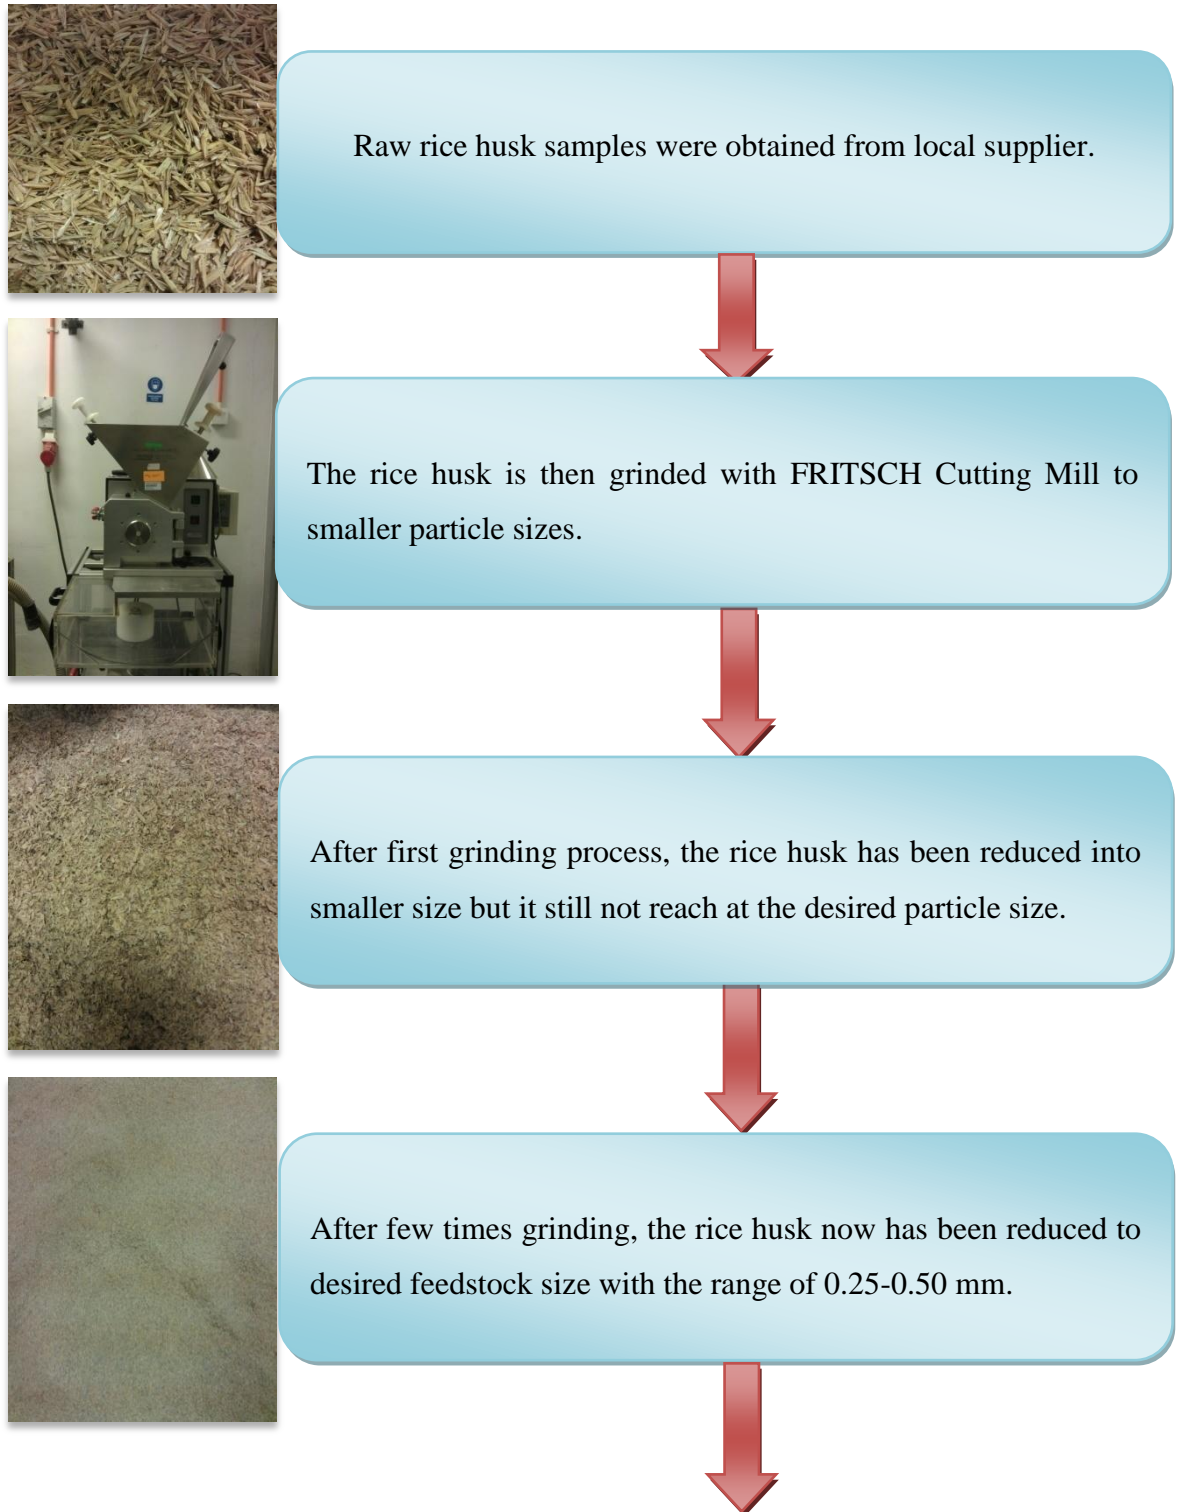 Raw rice husk samples were obtained from local supplier.
The rice husk is then grinded with FRITSCH Cutting Mill to
smaller particle sizes.
After first grinding process, the rice husk has been reduced into
smaller size but it still not reach at the desired particle size.
After few times grinding, the rice husk now has been reduced to
desired feedstock size with the range of 0.25-0.50 mm.